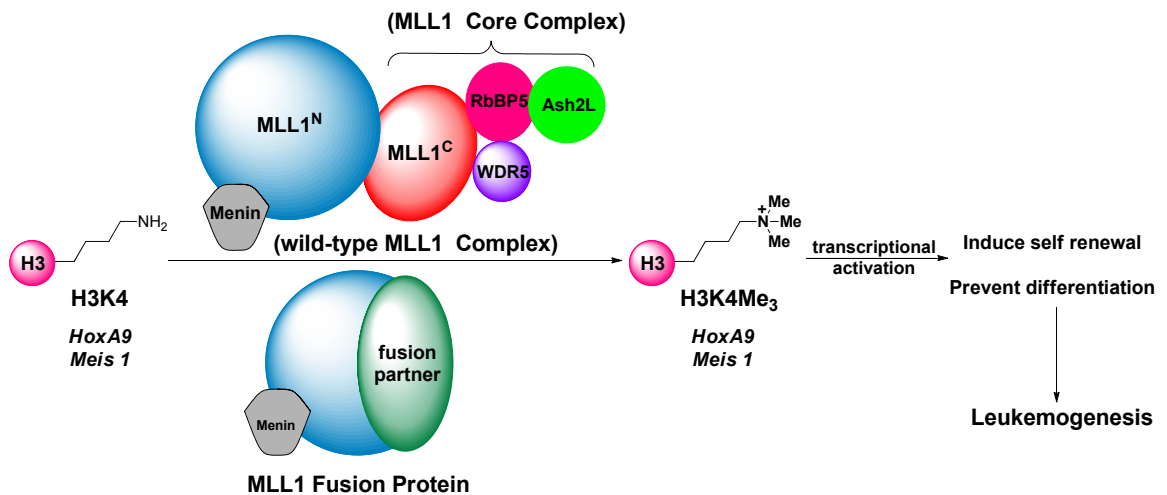 (MLL1 Core Complex)
RbBP5
Ash2L
MLL1ᴺ
MLL1ᶜ
WDR5
Menin
(wild-type MLL1 Complex)
NH₂
H3
H3K4
HoxA9
Meis 1
fusion
partner
Menin
MLL1 Fusion Protein
Me
+
N
Me
Me
H3
H3K4Me₃
HoxA9
Meis 1
transcriptional
activation
Induce self renewal
Prevent differentiation
Leukemogenesis